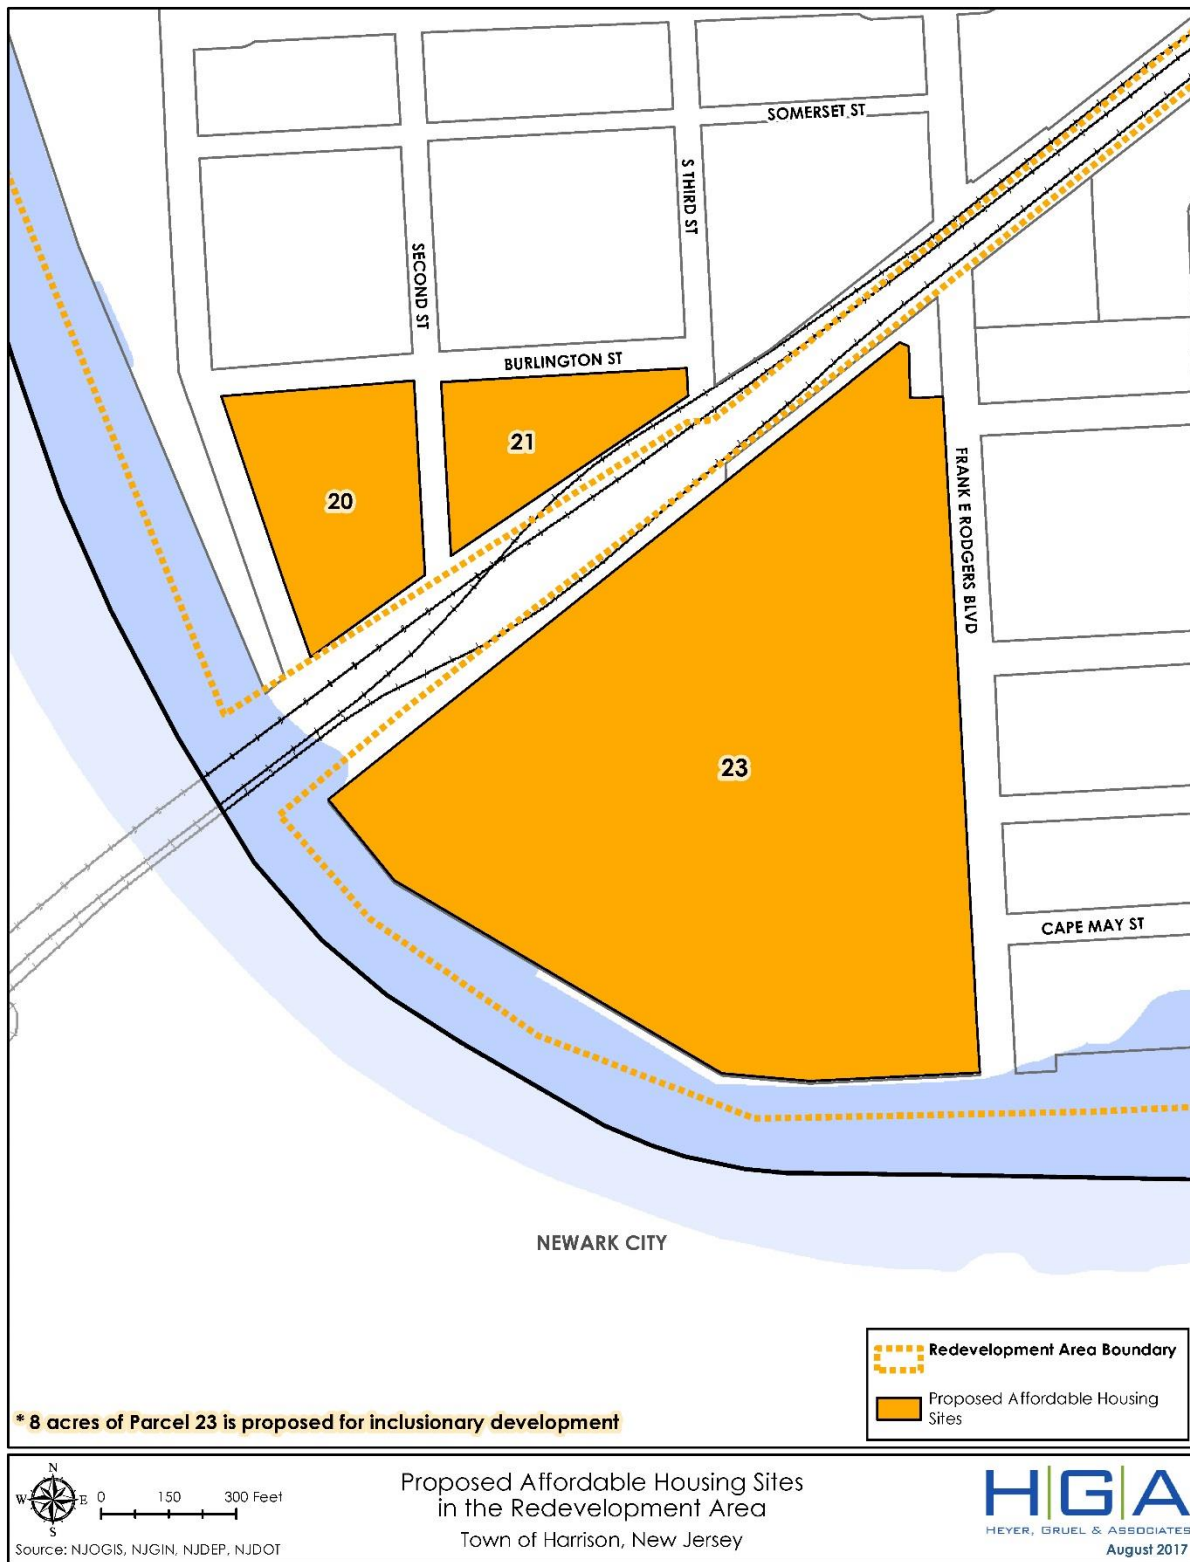 SOMERSET ST
S THIRD ST
SECOND ST
BURLINGTON ST
21
20
FRANK E RODGERS BLVD
23
CAPE MAY ST
NEWARK CITY
Redevelopment Area Boundary
Proposed Affordable Housing
Sites
* 8 acres of Parcel 23 is proposed for inclusionary development
N
W E
S
0 150 300 Feet
Source: NJOGIS, NJGIN, NJDEP, NJDOT
Proposed Affordable Housing Sites
in the Redevelopment Area
Town of Harrison, New Jersey
HGA
HEYER, GRUEL & ASSOCIATES
August 2017